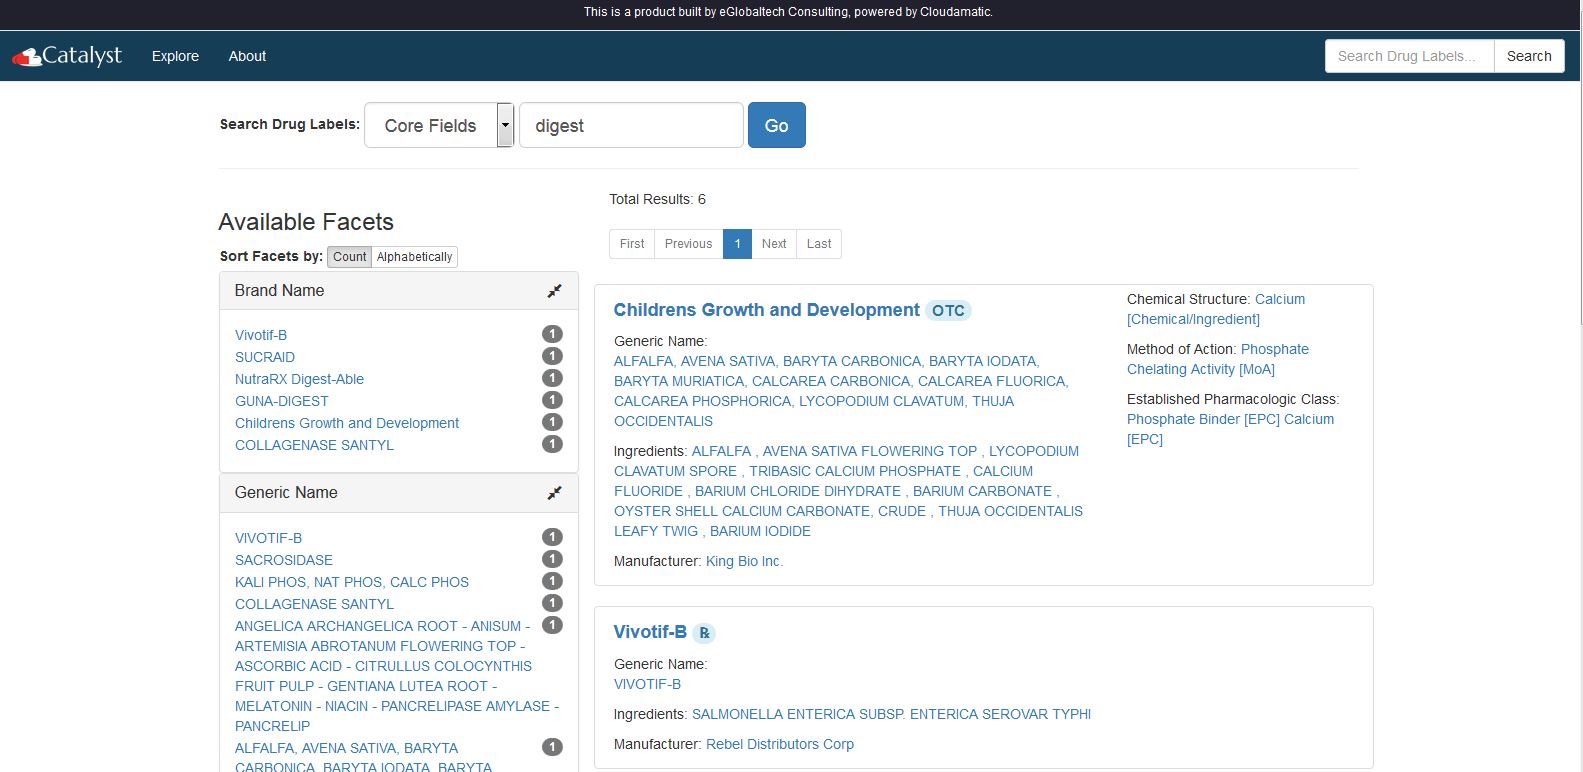 This is a product built by eGlobaltech Consulting, powered by Cloudamatic.
Catalyst Explore About Search Drug Labels... Search
Search Drug Labels: Core Fields digest Go
Total Results: 6
First Previous 1 Next Last
Available Facets
Sort Facets by: Count Alphabetically
Brand Name
Vivotif-B 1
SUCRAID 1
NutraRX Digest-Able 1
GUNA-DIGEST 1
Childrens Growth and Development 1
COLLAGENASE SANTYL 1
Generic Name
VIVOTIF-B 1
SACROSIDASE 1
KALI PHOS, NAT PHOS, CALC PHOS 1
COLLAGENASE SANTYL 1
ANGELICA ARCHANGELICA ROOT - ANISUM - 1
ARTEMISIA ABROTANUM FLOWERING TOP -
ASCORBIC ACID - CITRULLUS COLOCYNTHIS
FRUIT PULP - GENTIANA LUTEA ROOT -
MELATONIN - NIACIN - PANCRELIPASE AMYLASE -
PANCRELIP
ALFALFA, AVENA SATIVA, BARYTA 1
CARBONICA, BARYTA IODATA, BARYTA
Childrens Growth and Development OTC
Generic Name:
ALFALFA, AVENA SATIVA, BARYTA CARBONICA, BARYTA IODATA,
BARYTA MURIATICA, CALCAREA CARBONICA, CALCAREA FLUORICA,
CALCAREA PHOSPHORICA, LYCOPODIUM CLAVATUM, THUJA
OCCIDENTALIS
Ingredients: ALFALFA , AVENA SATIVA FLOWERING TOP , LYCOPODIUM
CLAVATUM SPORE , TRIBASIC CALCIUM PHOSPHATE , CALCIUM
FLUORIDE , BARIUM CHLORIDE DIHYDRATE , BARIUM CARBONATE ,
OYSTER SHELL CALCIUM CARBONATE, CRUDE , THUJA OCCIDENTALIS
LEAFY TWIG , BARIUM IODIDE
Manufacturer: King Bio Inc.
Chemical Structure: Calcium
[Chemical/Ingredient]
Method of Action: Phosphate
Chelating Activity [MoA]
Established Pharmacologic Class:
Phosphate Binder [EPC] Calcium
[EPC]
Vivotif-B ℞
Generic Name:
VIVOTIF-B
Ingredients: SALMONELLA ENTERICA SUBSP. ENTERICA SEROVAR TYPHI
Manufacturer: Rebel Distributors Corp